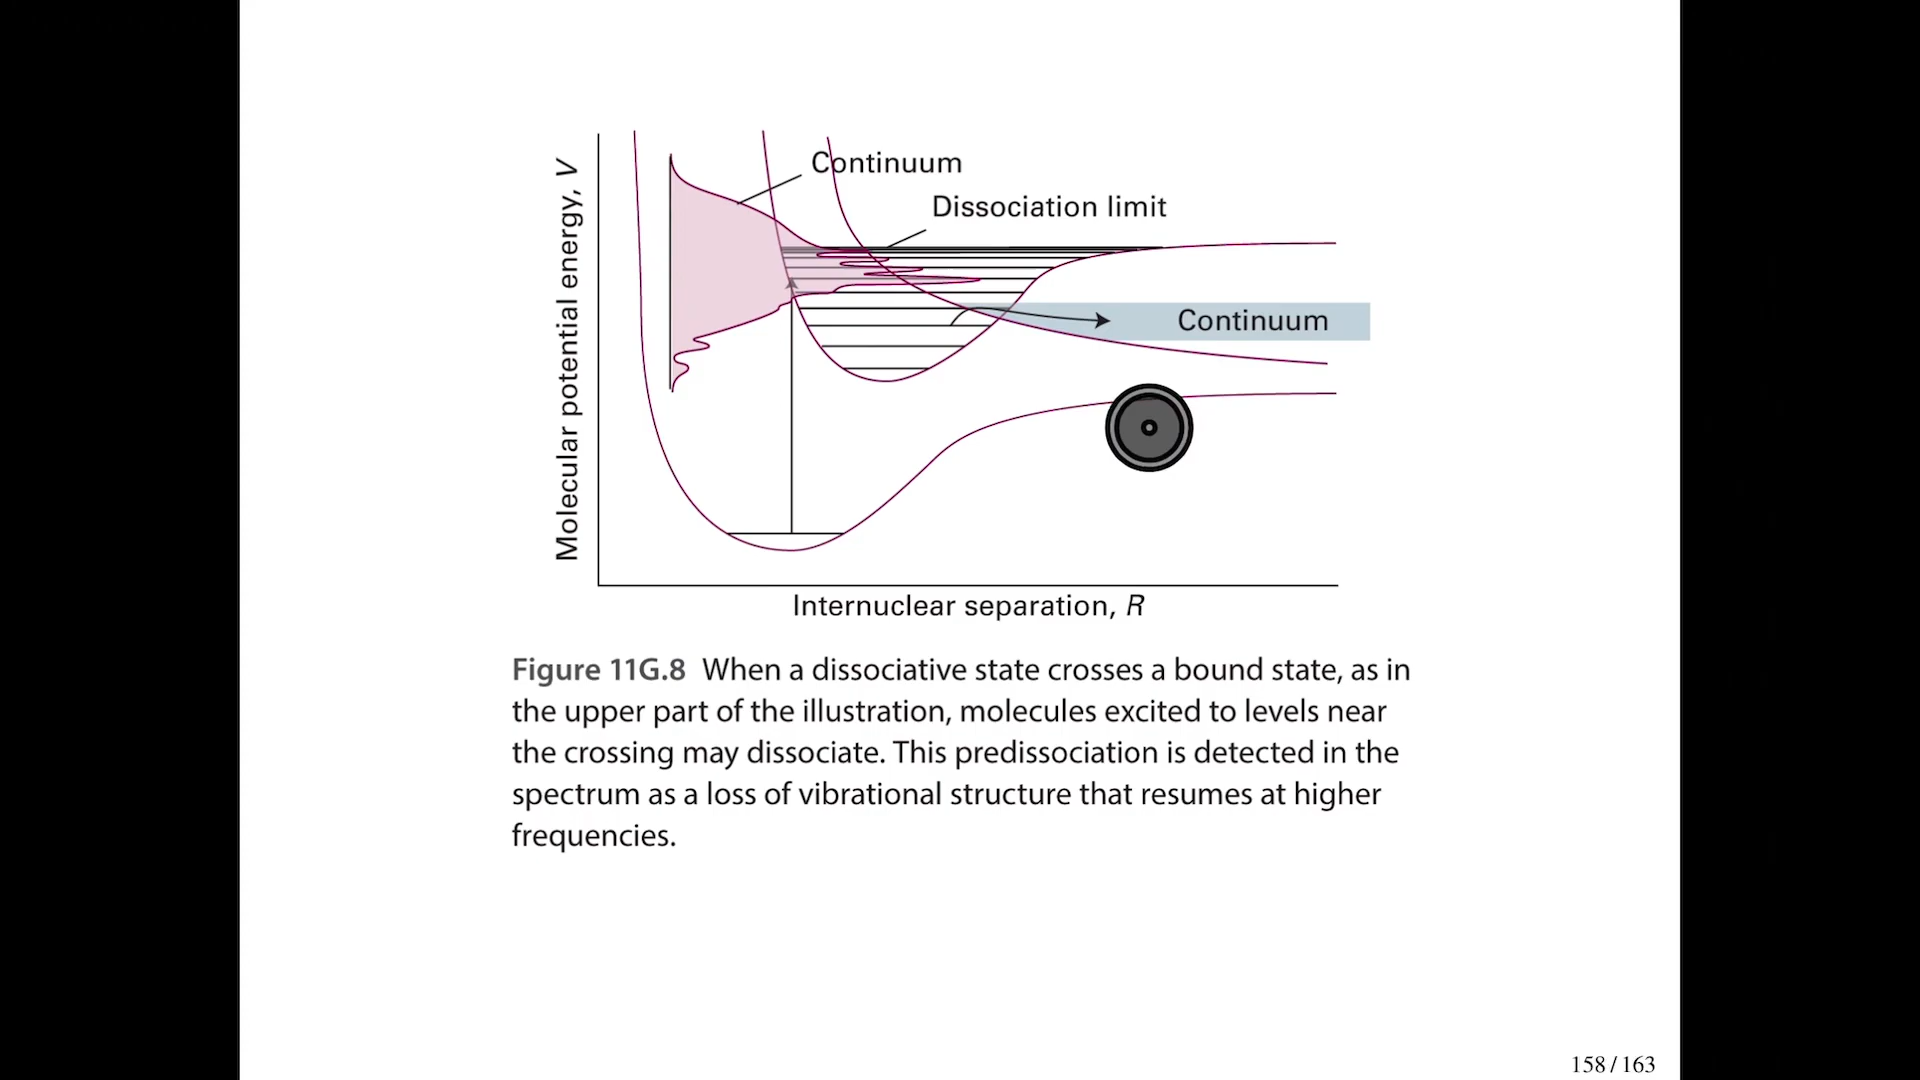 Continuum
Dissociation limit
Continuum
Molecular potential energy, V
Internuclear separation, R
Figure 11G.8 When a dissociative state crosses a bound state, as in
the upper part of the illustration, molecules excited to levels near
the crossing may dissociate. This predissociation is detected in the
spectrum as a loss of vibrational structure that resumes at higher
frequencies.
158 / 163